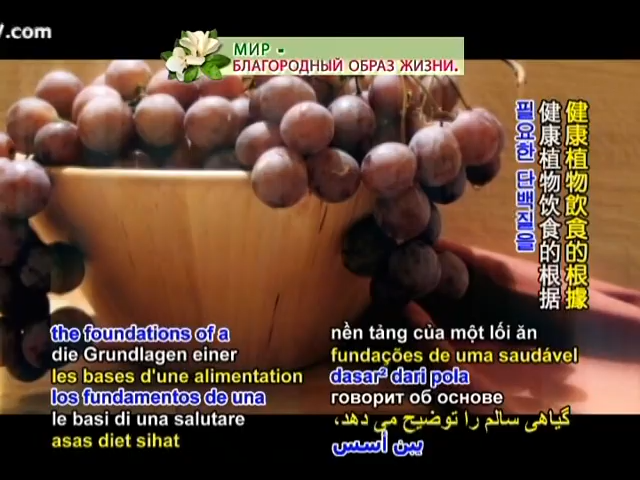 7.com
МИР -
БЛАГОРОДНЫЙ ОБРАЗ ЖИЗНИ.
健康植物飲食的根據
健康植物饮食的根据
필요한 단백질을
the foundations of a
die Grundlagen einer
les bases d'une alimentation
los fundamentos de una
le basi di una salutare
asas diet sihat
nền tảng của một lối ăn
fundações de uma saudável
dasar² dari pola
говорит об основе
گیاهی سالم را توضیح می دهد،
يبن أسس